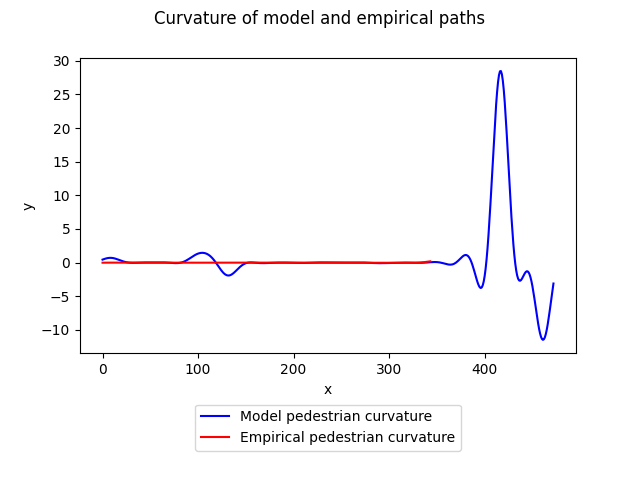 Curvature of model and empirical paths
30
25
20
15
10
5
0
−5
−10
y
0 100 200 300 400
x
Model pedestrian curvature
Empirical pedestrian curvature